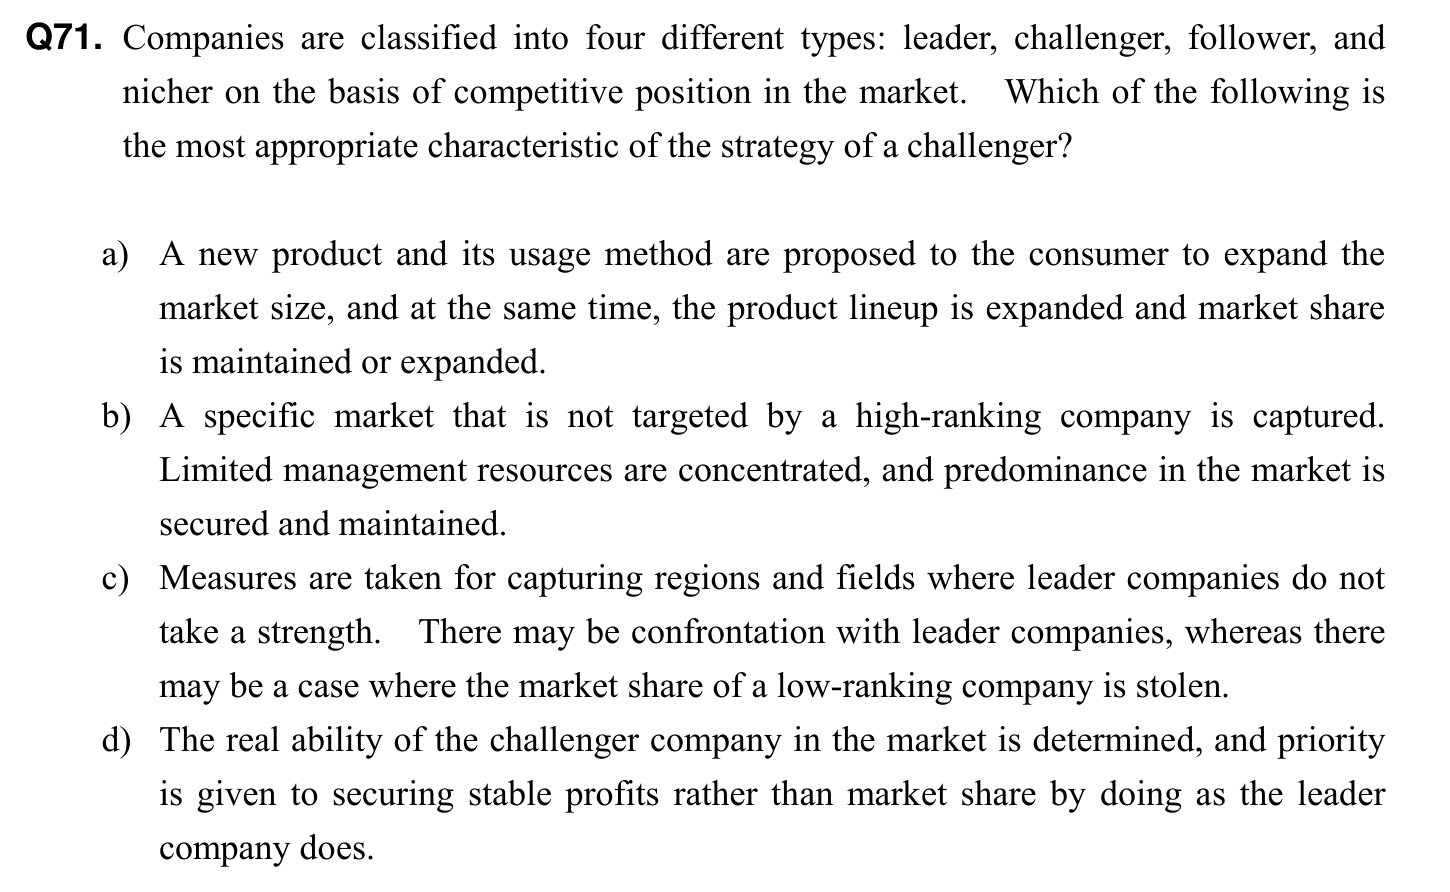 Q71. Companies are classified into four different types: leader, challenger, follower, and
nicher on the basis of competitive position in the market. Which of the following is
the most appropriate characteristic of the strategy of a challenger?
a) A new product and its usage method are proposed to the consumer to expand the
market size, and at the same time, the product lineup is expanded and market share
is maintained or expanded.
b) A specific market that is not targeted by a high-ranking company is captured.
Limited management resources are concentrated, and predominance in the market is
secured and maintained.
c) Measures are taken for capturing regions and fields where leader companies do not
take a strength. There may be confrontation with leader companies, whereas there
may be a case where the market share of a low-ranking company is stolen.
d) The real ability of the challenger company in the market is determined, and priority
is given to securing stable profits rather than market share by doing as the leader
company does.